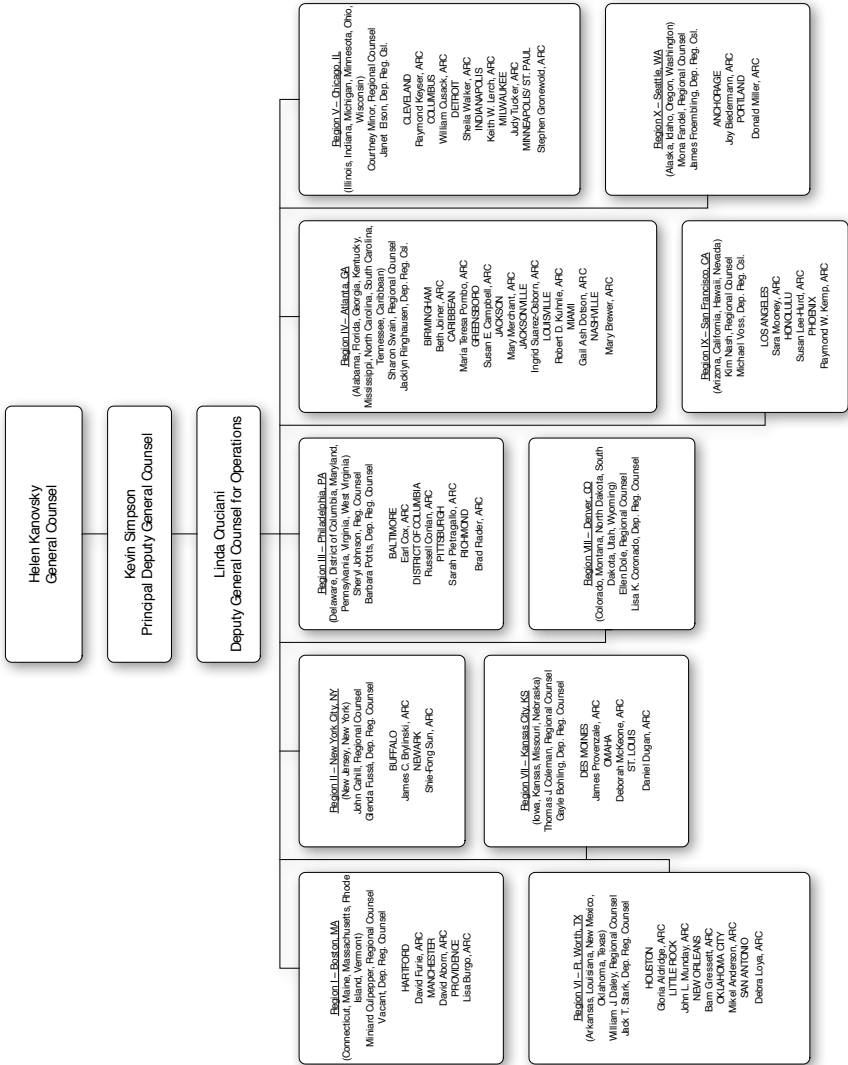 Helen Kanovsky
General Counsel
Kevin Simpson
Principal Deputy General Counsel
Linda Cruciani
Deputy General Counsel for Operations
Region I – Boston, MA
(Connecticut, Maine, Massachusetts, Rhode
Island, Vermont)
Miniard Culpepper, Regional Counsel
Vacant, Dep. Reg. Counsel
HARTFORD
David Furie, ARC
MANCHESTER
David Aborn, ARC
PROVIDENCE
Lisa Burgo, ARC
Region II – New York City, NY
(New Jersey, New York)
John Cahill, Regional Counsel
Glenda Fussá, Dep. Reg. Counsel
BUFFALO
James C. Brylinski, ARC
NEWARK
Shie-Fong Sun, ARC
Region III – Philadelphia, PA
(Delaware, District of Columbia, Maryland,
Pennsylvania, Virginia, West Virginia)
Sheryl Johnson, Reg. Counsel
Barbara Potts, Dep. Reg. Counsel
BALTIMORE
Earl Cox, ARC
DISTRICT OF COLUMBIA
Russell Conlan, ARC
PITTSBURGH
Sarah Pietragallo, ARC
RICHMOND
Brad Rader, ARC
Region IV – Atlanta, GA
(Alabama, Florida, Georgia, Kentucky,
Mississippi, North Carolina, South Carolina,
Tennessee, Caribbean)
Sharon Swain, Regional Counsel
Jacklyn Ringhausen, Dep. Reg. Csl.
BIRMINGHAM
Beth Joiner, ARC
CARIBBEAN
Maria Teresa Pombo, ARC
GREENSBORO
Susan E. Campbell, ARC
JACKSON
Mary Merchant, ARC
JACKSONVILLE
Ingrid Suarez-Osborn, ARC
LOUISVILLE
Robert D. Kuhnle, ARC
MIAMI
Gail Ash Dotson, ARC
NASHVILLE
Mary Brewer, ARC
Region V – Chicago, IL
(Illinois, Indiana, Michigan, Minnesota, Ohio,
Wisconsin)
Courtney Minor, Regional Counsel
Janet Elson, Dep. Reg. Csl.
CLEVELAND
Raymond Keyser, ARC
COLUMBUS
William Cusack, ARC
DETROIT
Sheila Walker, ARC
INDIANAPOLIS
Keith W. Lerch, ARC
MILWAUKEE
Judy Tucker, ARC
MINNEAPOLIS/ ST. PAUL
Stephen Gronewold, ARC
Region VI – Ft. Worth, TX
(Arkansas, Louisiana, New Mexico,
Oklahoma, Texas)
William J. Daley, Regional Counsel
Jack T. Stark, Dep. Reg. Counsel
HOUSTON
Gloria Aldridge, ARC
LITTLE ROCK
John L. Munday, ARC
NEW ORLEANS
Bam Gressett, ARC
OKLAHOMA CITY
Mikel Anderson, ARC
SAN ANTONIO
Debra Loya, ARC
Region VII – Kansas City, KS
(Iowa, Kansas, Missouri, Nebraska)
Thomas J. Coleman, Regional Counsel
Gayle Bohling, Dep. Reg. Counsel
DES MOINES
James Provenzale, ARC
OMAHA
Deborah McKeone, ARC
ST. LOUIS
Daniel Dugan, ARC
Region VIII – Denver, CO
(Colorado, Montana, North Dakota, South
Dakota, Utah, Wyoming)
Ellen Dole, Regional Counsel
Lisa K. Coronado, Dep. Reg. Counsel
Region IX – San Francisco, CA
(Arizona, California, Hawaii, Nevada)
Kim Nash, Regional Counsel
Michael Voss, Dep. Reg. Csl.
LOS ANGELES
Sara Mooney, ARC
HONOLULU
Susan Lee-Hurd, ARC
PHOENIX
Raymond W. Kemp, ARC
Region X – Seattle, WA
(Alaska, Idaho, Oregon, Washington)
Mona Fandel, Regional Counsel
James Froembling, Dep. Reg. Csl.
ANCHORAGE
Joy Biedermann, ARC
PORTLAND
Donald Miller, ARC